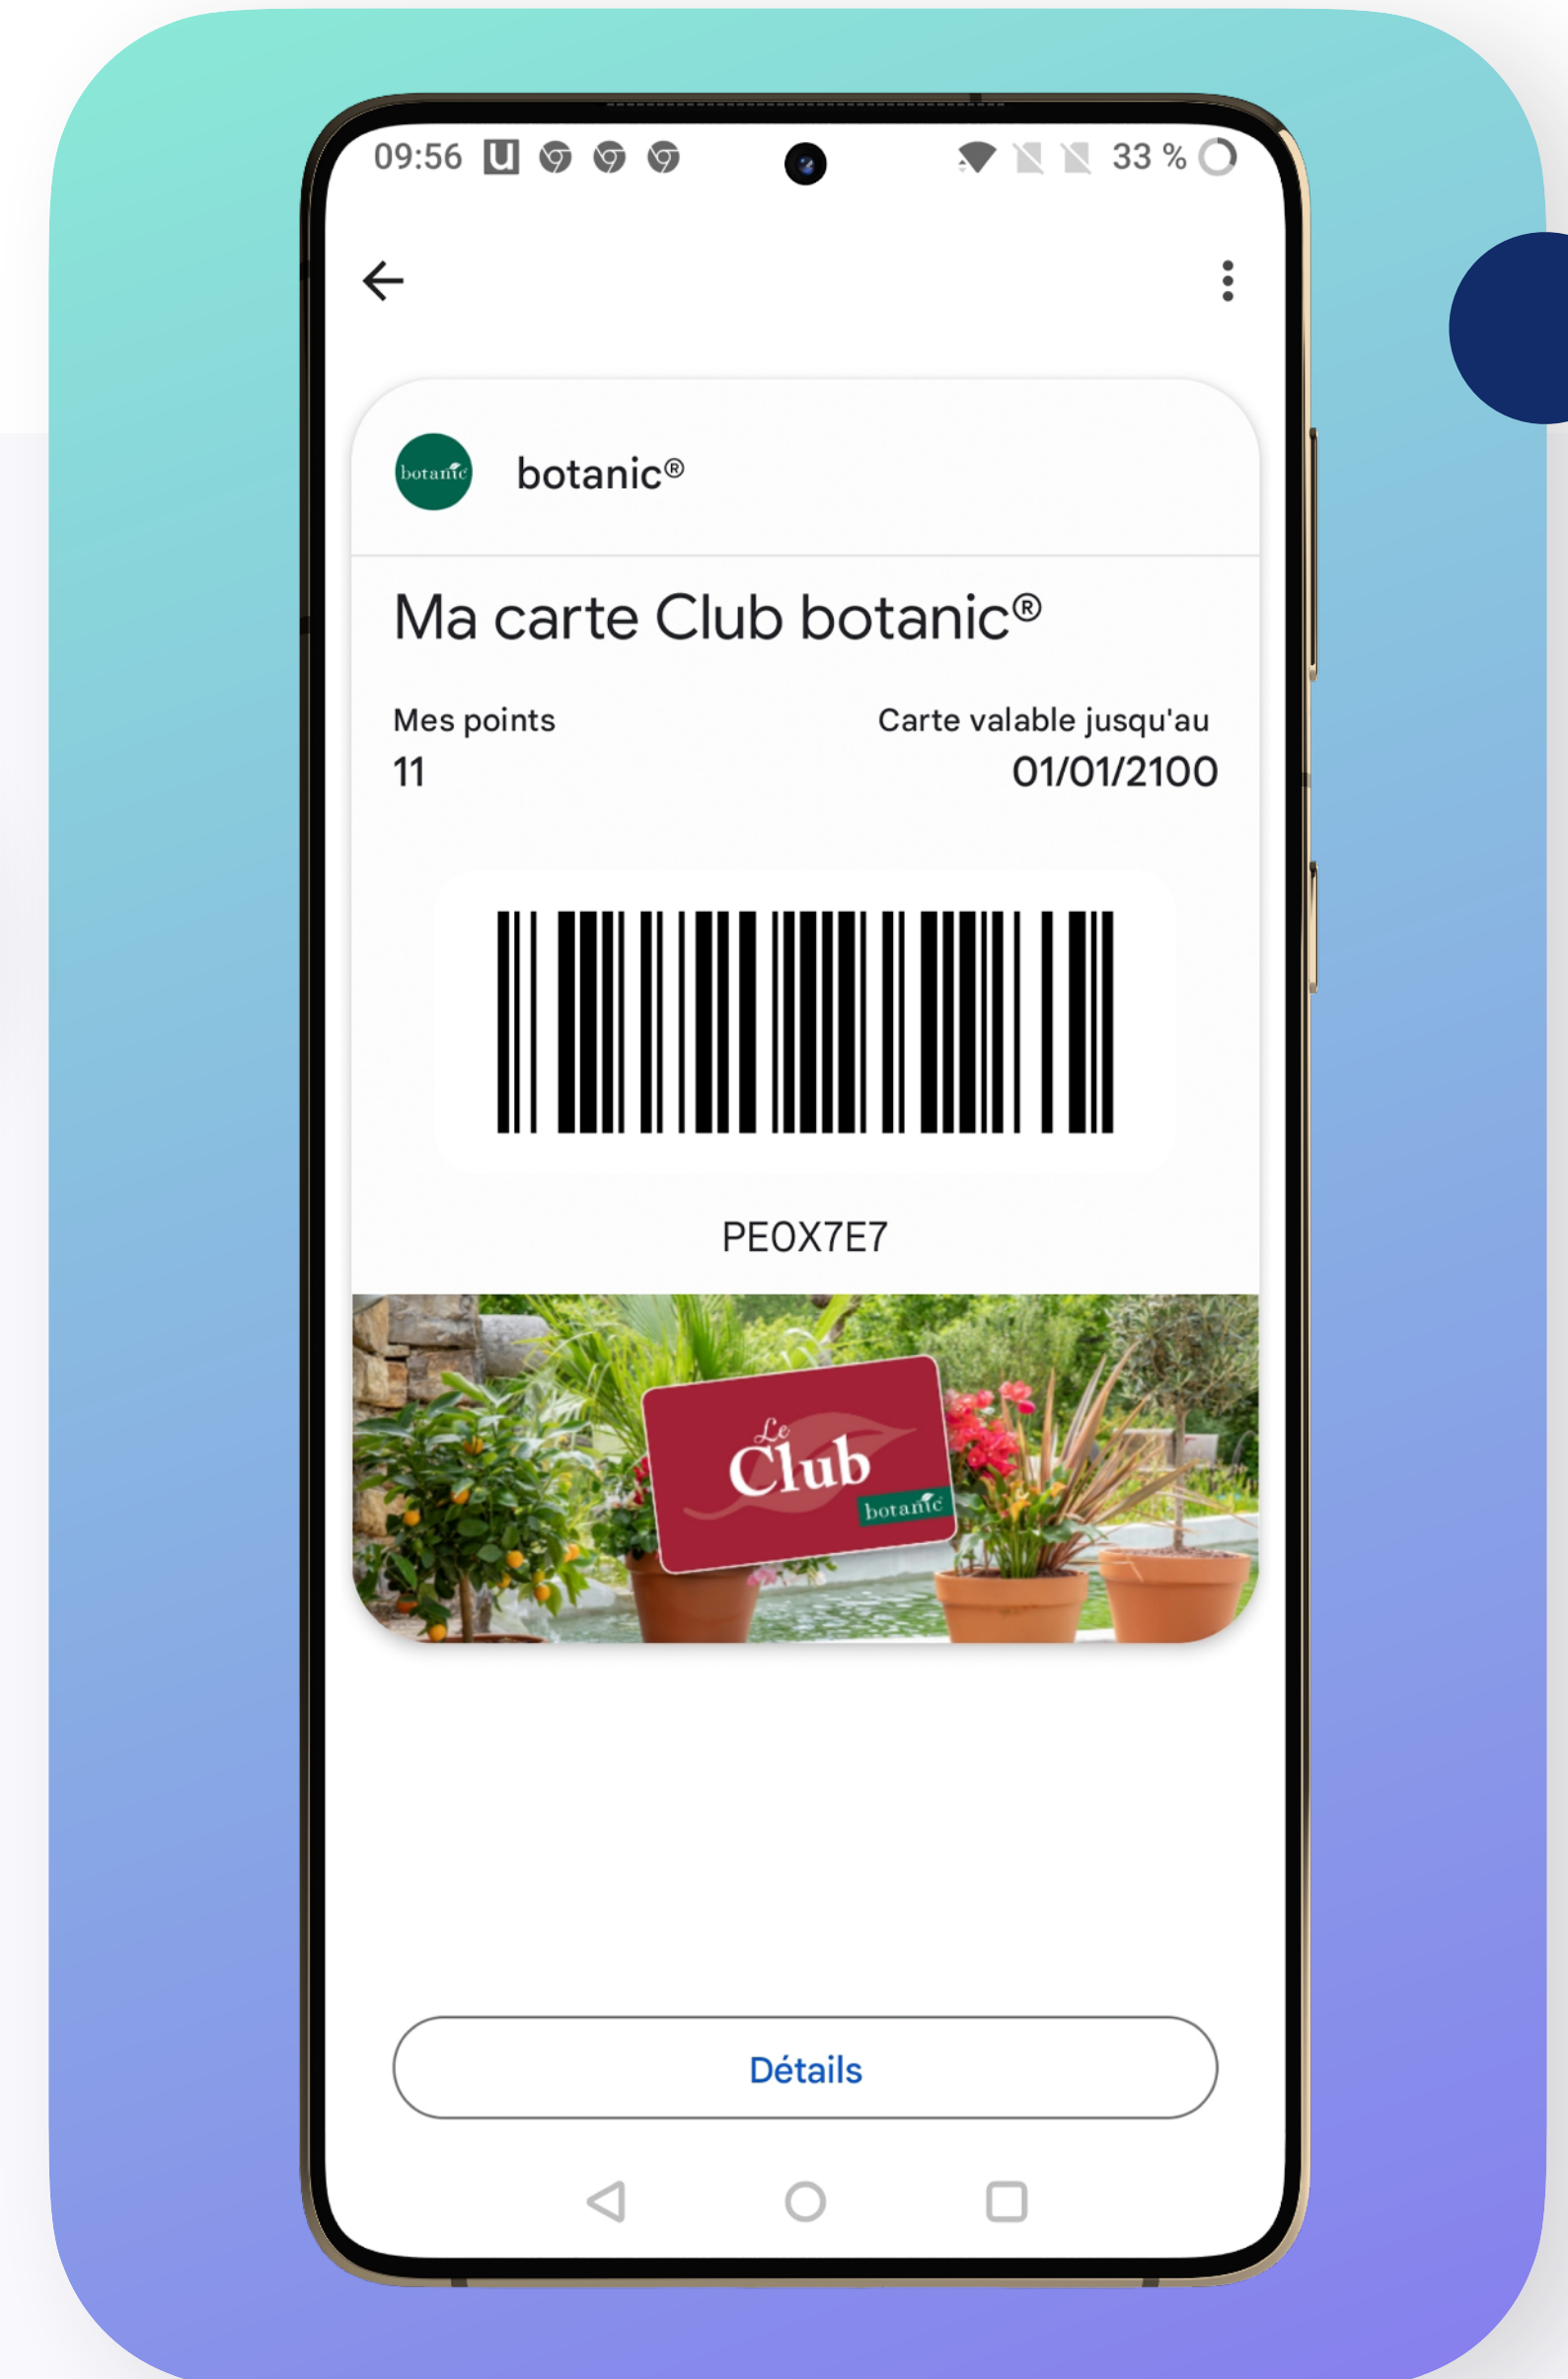 09:56
33 %
botanic
botanic®
Ma carte Club botanic®
Mes points
Carte valable jusqu'au
11
01/01/2100
PE0X7E7
Le
Club
botanic
Détails